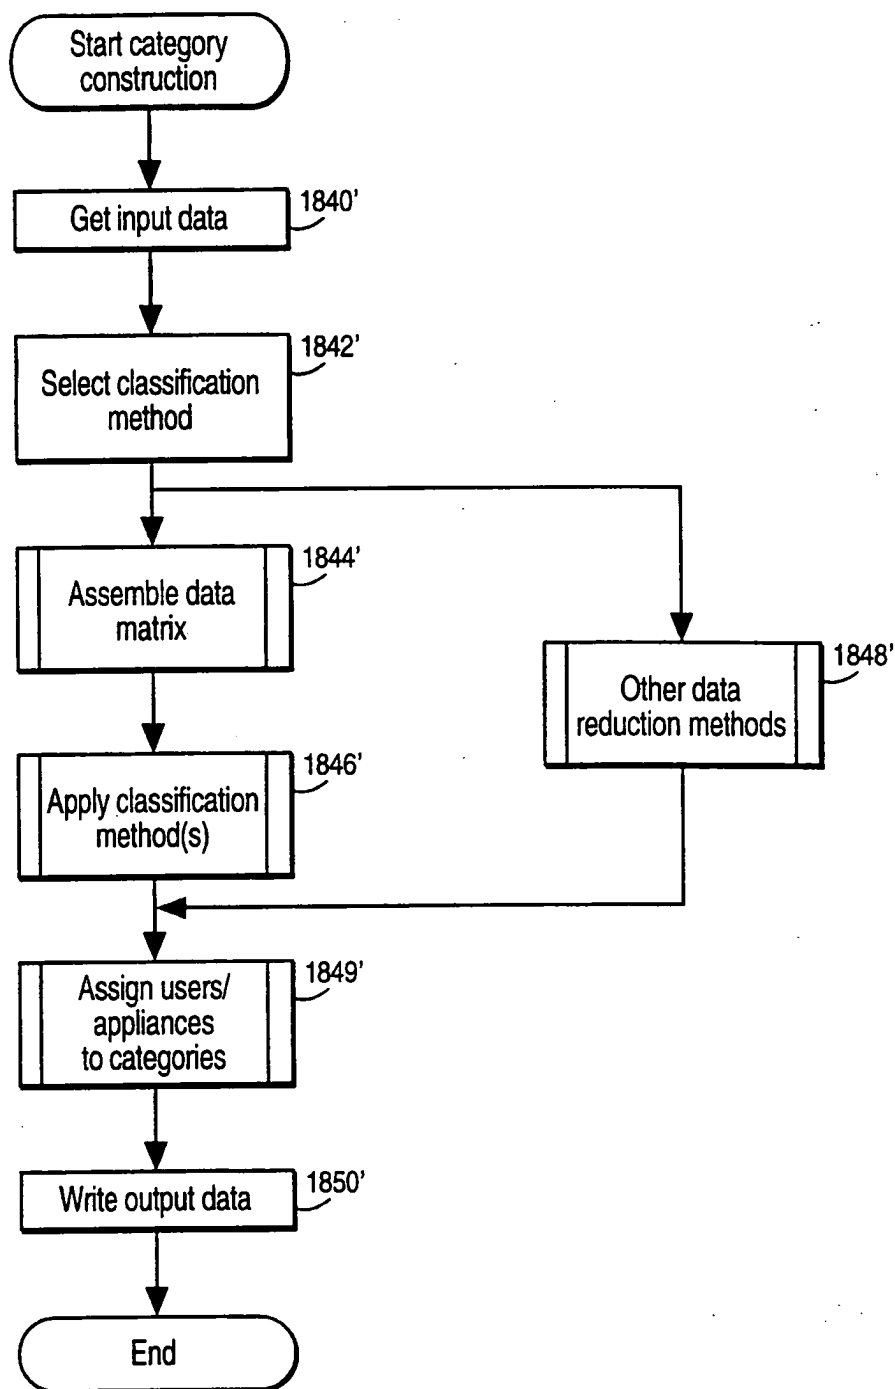 Start category
construction
Get input data
1840'
Select classification
method
1842'
Assemble data
matrix
1844'
Other data
reduction methods
1848'
Apply classification
method(s)
1846'
Assign users/
appliances
to categories
1849'
Write output data
1850'
End